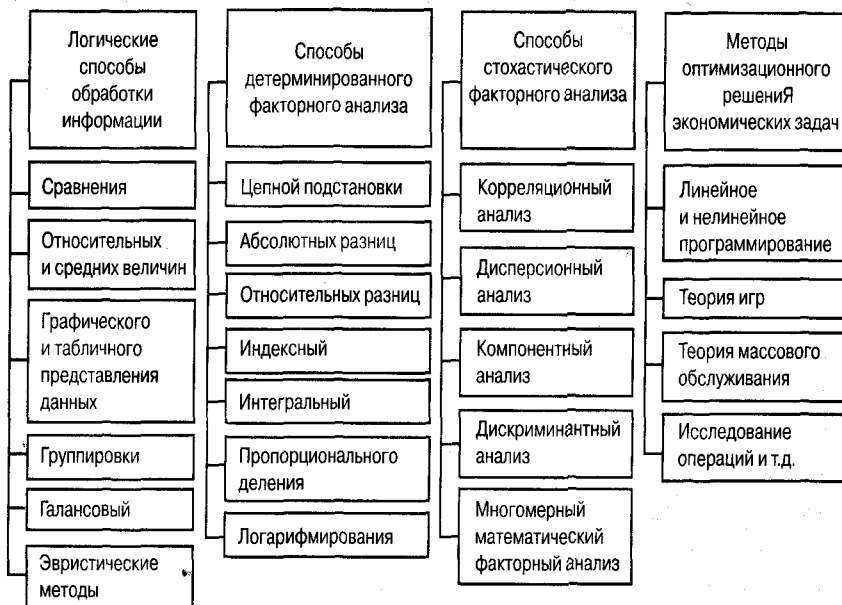 Логические
способы
обработки
информации
Сравнения
Относительных
и средних величин
Графического
и табличного
представления
данных
Группировки
Галансовый
Эвристические
методы
Способы
детерминированного
факторного анализа
Цепной подстановки
Абсолютных разниц
Относительных разниц
Индексный
Интегральный
Пропорционального
деления
Логарифмирования
Способы
стохастического
факторного анализа
Корреляционный
анализ
Дисперсионный
анализ
Компонентный
анализ
Дискриминантный
анализ
Многомерный
математический
факторный анализ
Методы
оптимизационного
решениЯ
экономических задач
Линейное
и нелинейное
программирование
Теория игр
Теория массового
обслуживания
Исследование
операций и т.д.